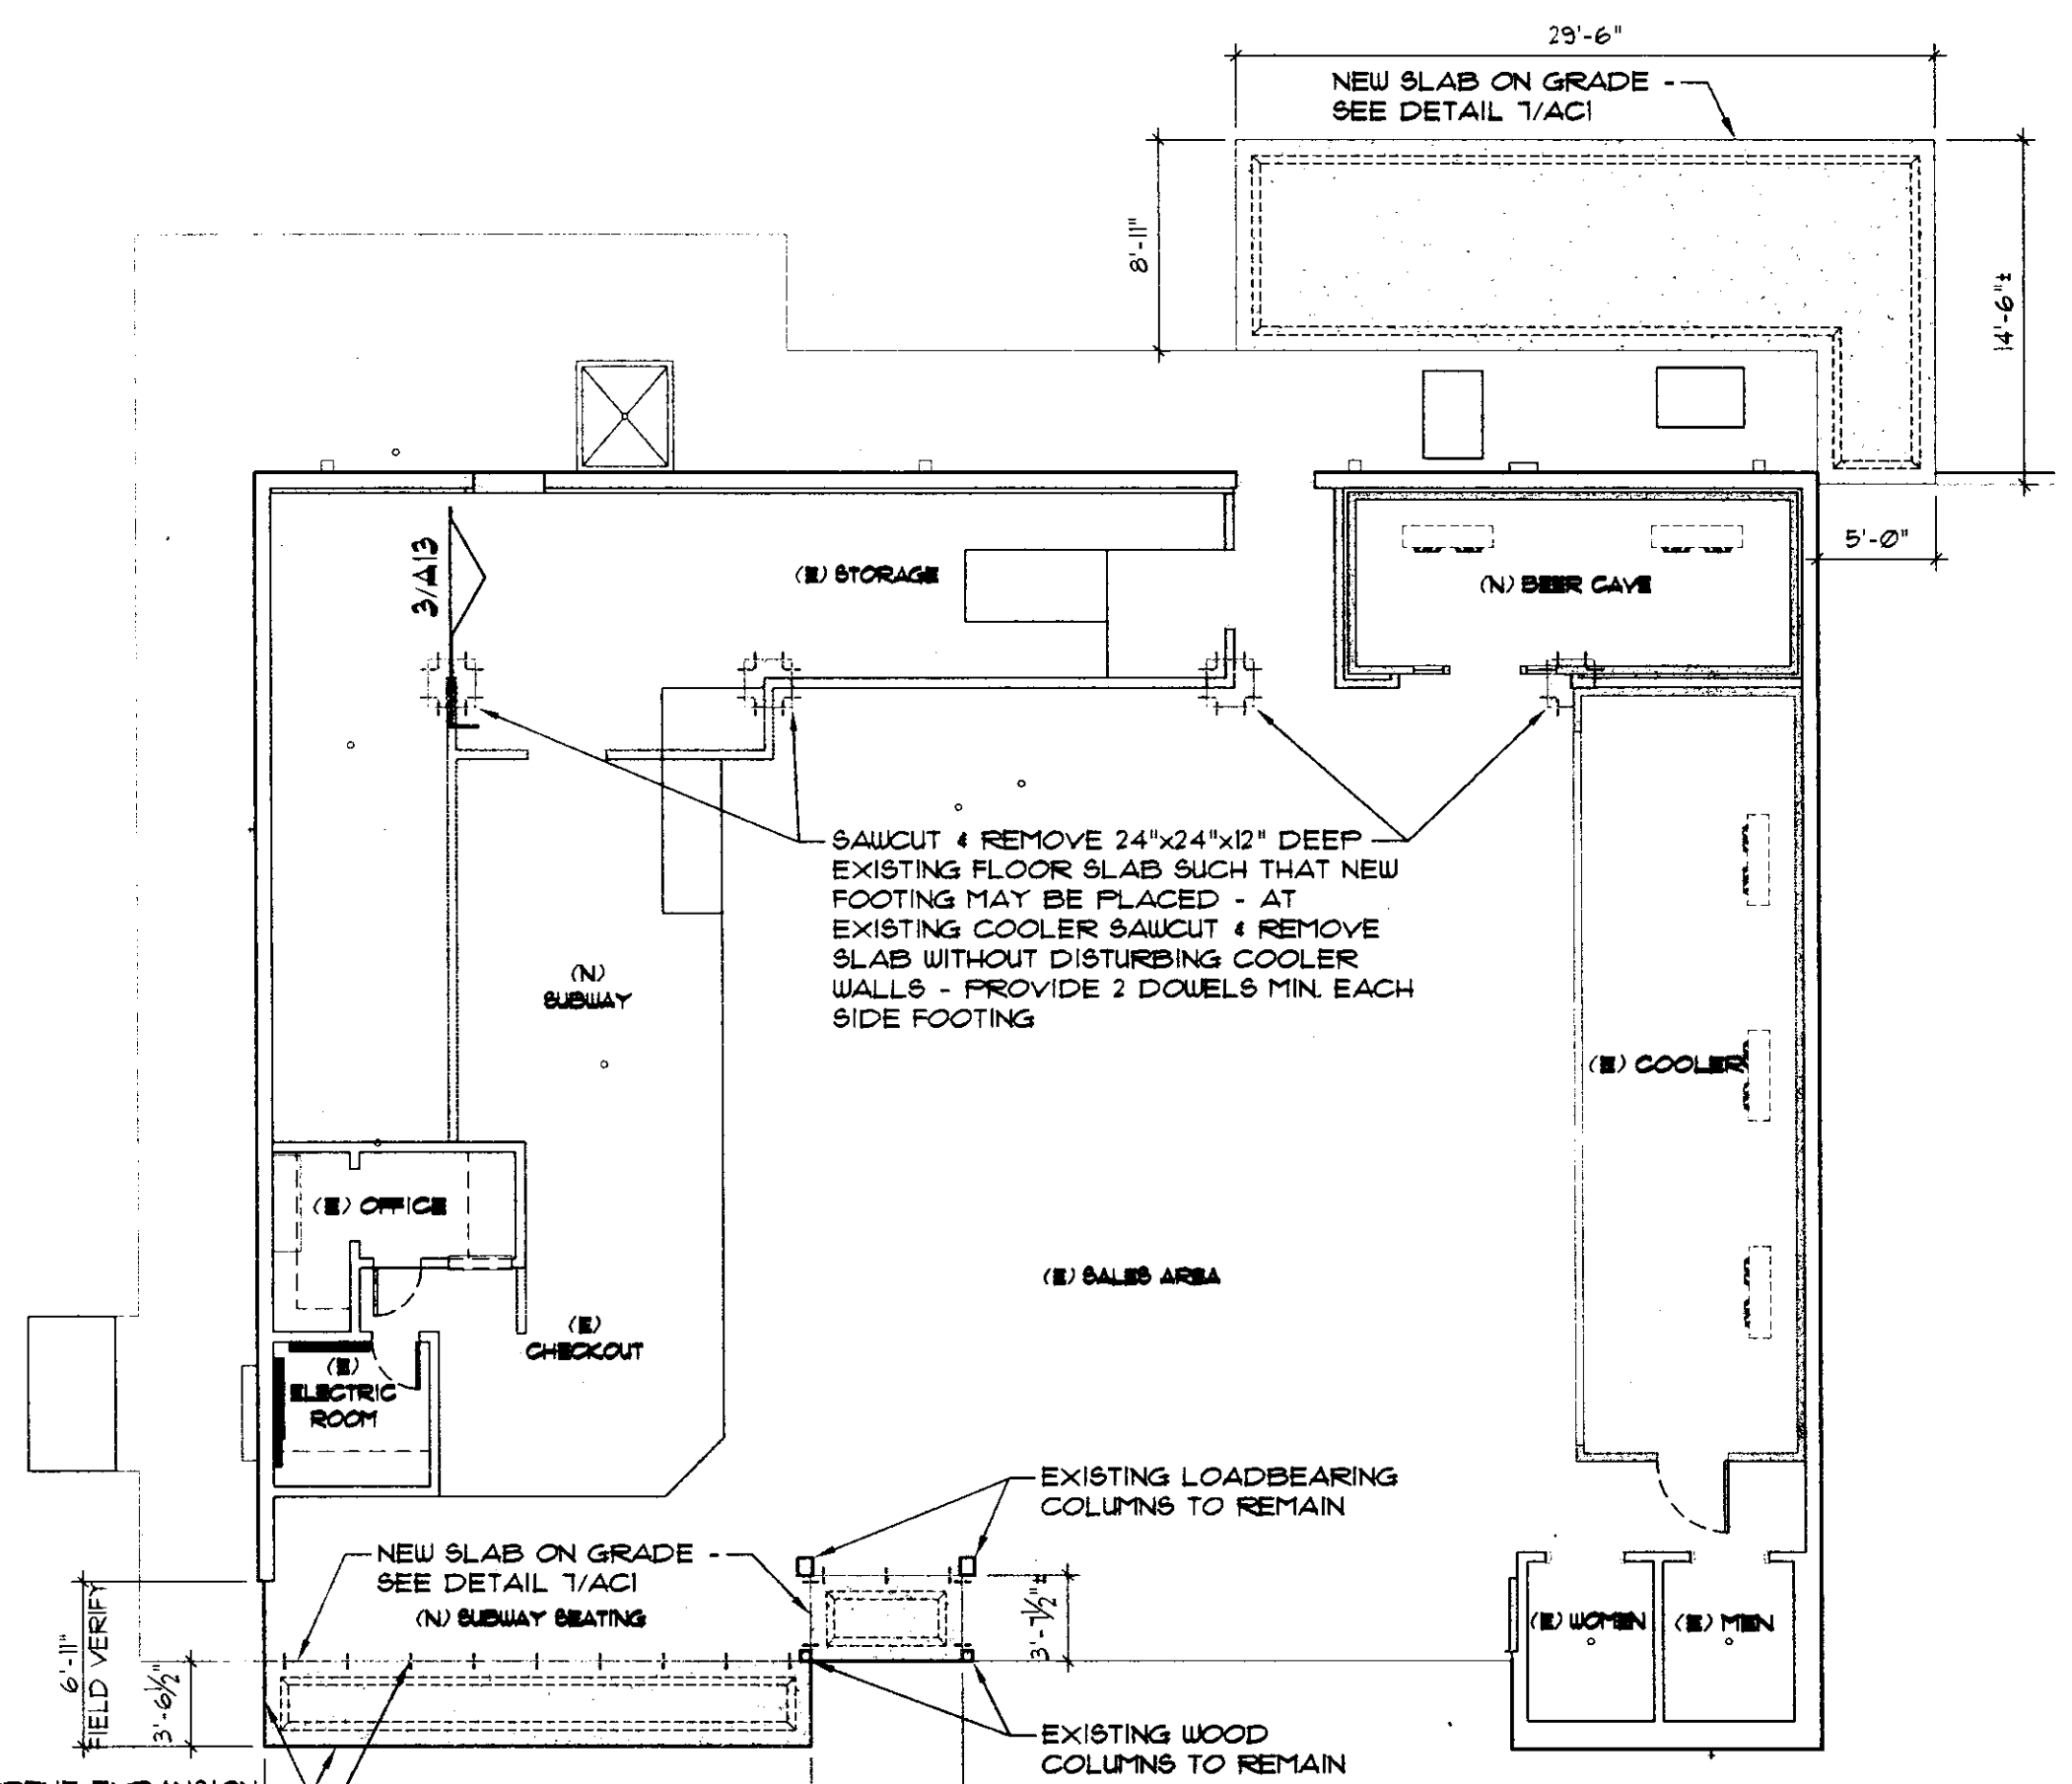 29'-6"
NEW SLAB ON GRADE -
SEE DETAIL 7/AC1
8'-11"
14'-6"±
5'-0"
3/A13
(E) STORAGE
(N) BEER CAVE
SAWCUT & REMOVE 24"x24"x12" DEEP
EXISTING FLOOR SLAB SUCH THAT NEW
FOOTING MAY BE PLACED - AT
EXISTING COOLER SAWCUT & REMOVE
SLAB WITHOUT DISTURBING COOLER
WALLS - PROVIDE 2 DOWELS MIN. EACH
SIDE FOOTING
(N)
SUBWAY
(E) COOLER
(E) OFFICE
(E) SALES AREA
(E)
CHECKOUT
(E)
ELECTRIC
ROOM
EXISTING LOADBEARING
COLUMNS TO REMAIN
NEW SLAB ON GRADE -
SEE DETAIL 7/AC1
(N) SUBWAY SEATING
3'-7½"±
(E) WOMEN
(E) MEN
6'-11"
FIELD VERIFY
3'-6½"
EXISTING WOOD
COLUMNS TO REMAIN